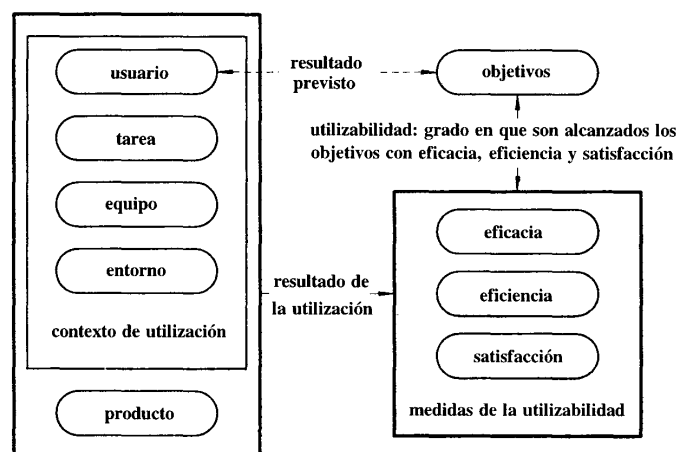 usuario
tarea
equipo
entorno
contexto de utilización
producto
resultado
previsto
objetivos
utilizabilidad: grado en que son alcanzados los
objetivos con eficacia, eficiencia y satisfacción
resultado de
la utilización
eficacia
eficiencia
satisfacción
medidas de la utilizabilidad